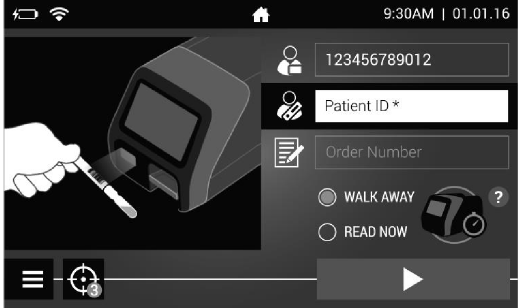 9:30AM | 01.01.16
123456789012
Patient ID *
Order Number
WALK AWAY
?
READ NOW
3